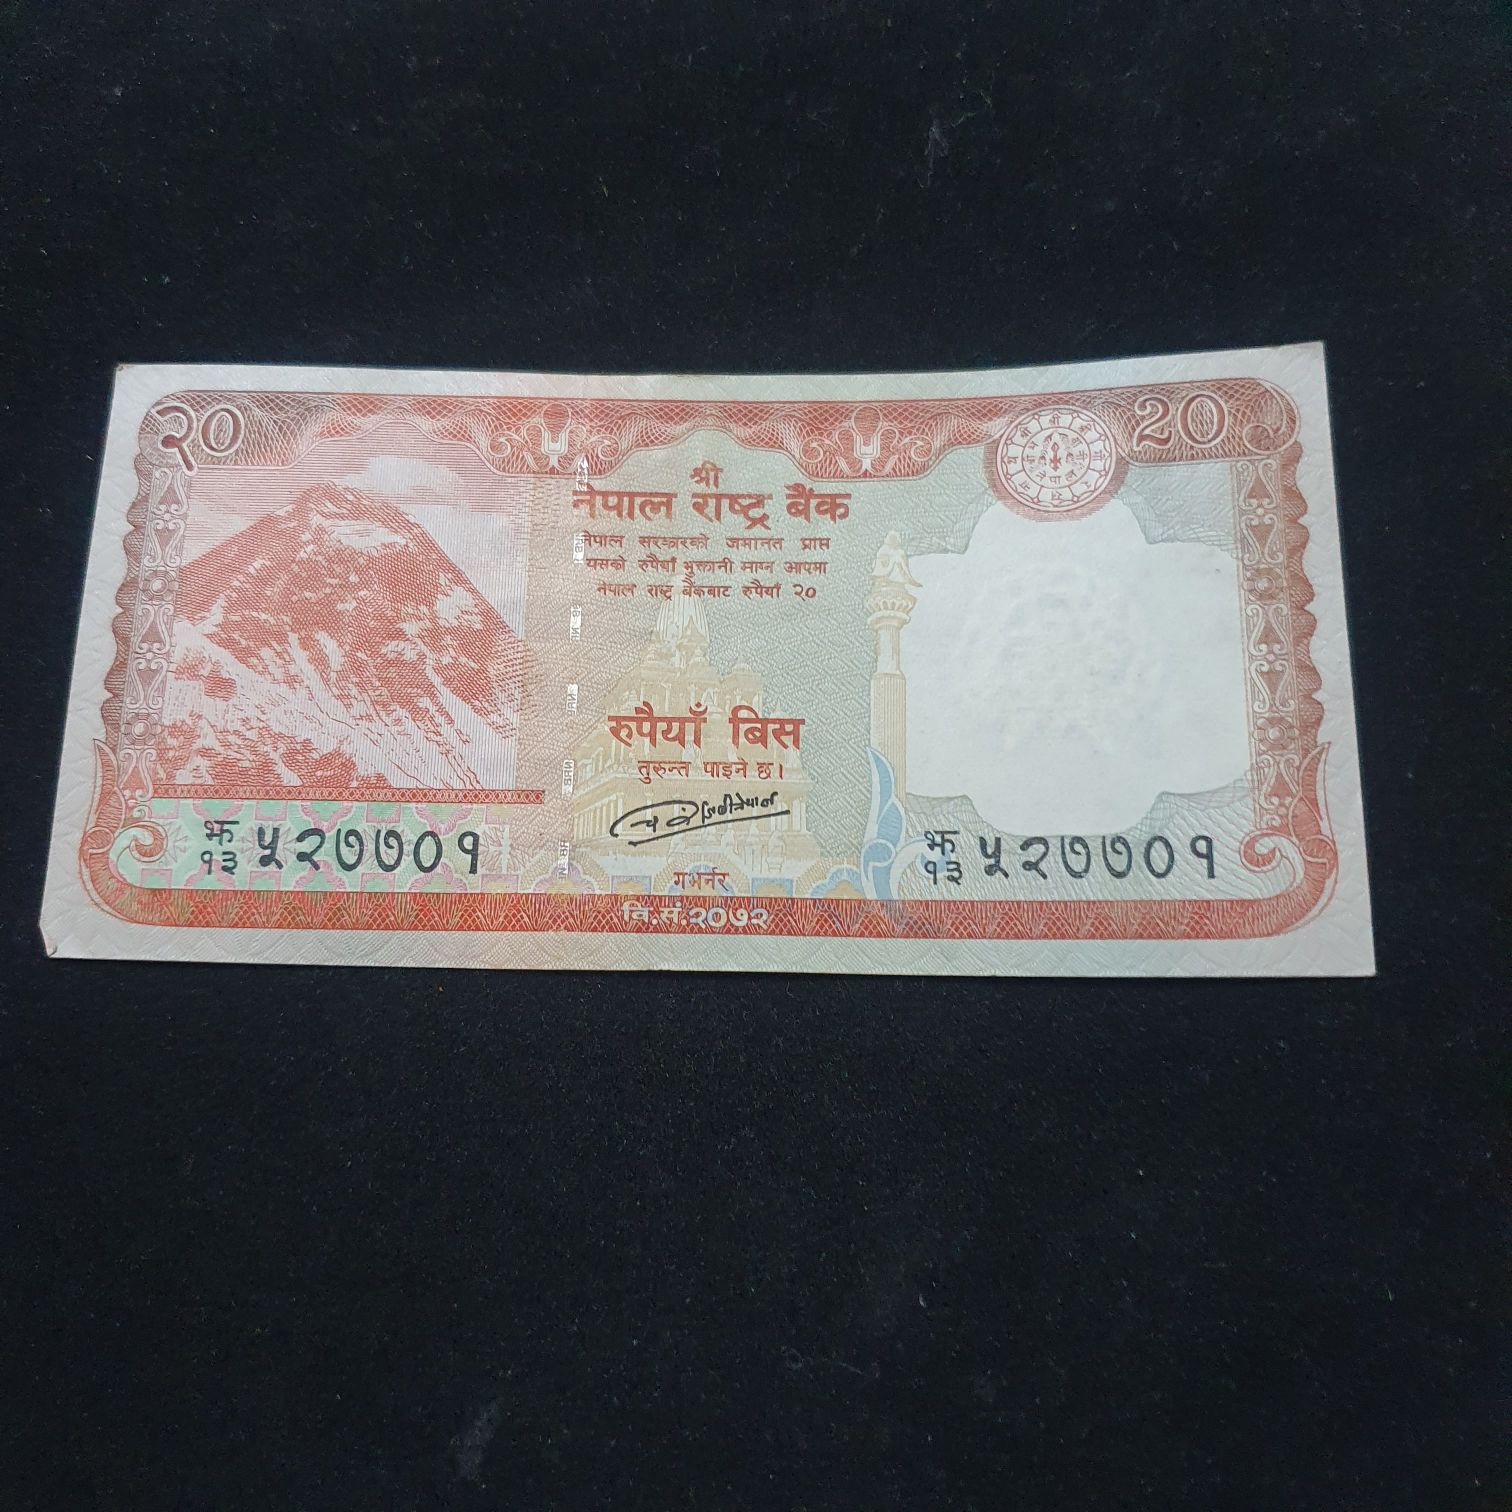 २०
20
श्री
नेपाल राष्ट्र बैंक
नेपाल सरकारको जमानत प्राप्त
यसको रुपैयाँ भुक्तानी माग्न आएमा
नेपाल राष्ट्र बैंकबाट रुपैयाँ २०
रुपैयाँ बिस
तुरुन्त पाइने छ।
झ
१३ ५२७७०१
झ
१३ ५२७७०१
गभर्नर
वि.सं.२०७२